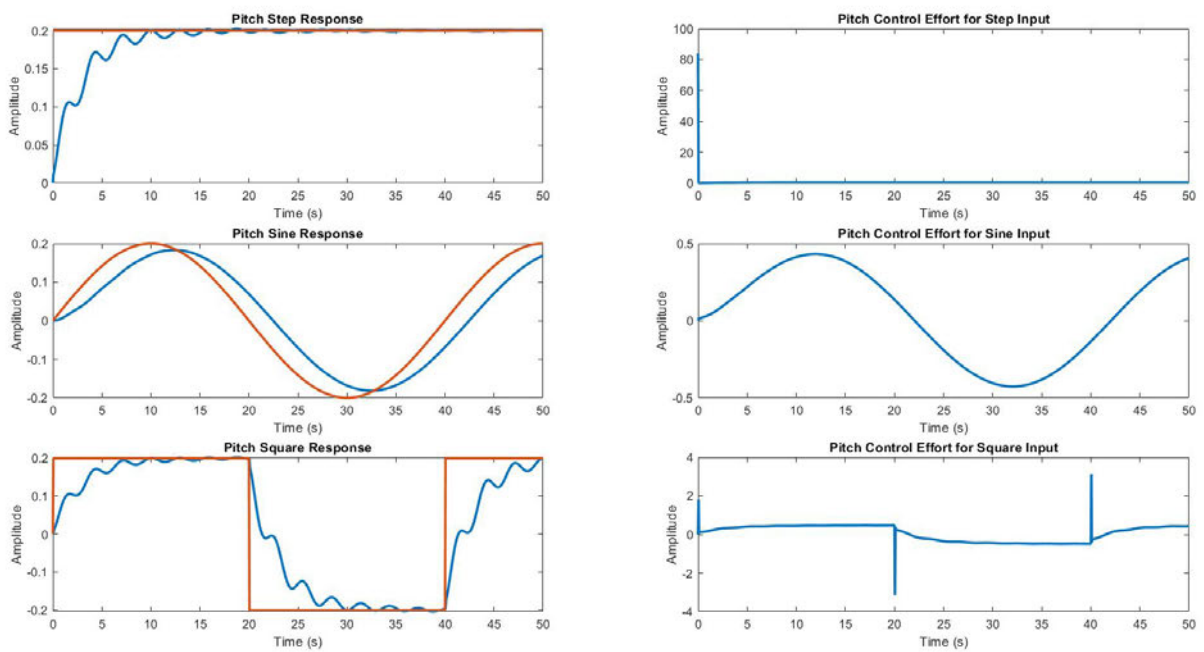 Pitch Step Response
0.2
0.15
0.1
0.05
0
Amplitude
0 5 10 15 20 25 30 35 40 45 50
Time (s)
Pitch Control Effort for Step Input
100
80
60
40
20
0
Amplitude
0 5 10 15 20 25 30 35 40 45 50
Time (s)
Pitch Sine Response
0.2
0.1
0
-0.1
-0.2
Amplitude
0 5 10 15 20 25 30 35 40 45 50
Time (s)
Pitch Control Effort for Sine Input
0.5
0
-0.5
Amplitude
0 5 10 15 20 25 30 35 40 45 50
Time (s)
Pitch Square Response
0.2
0.1
0
-0.1
-0.2
Amplitude
0 5 10 15 20 25 30 35 40 45 50
Time (s)
Pitch Control Effort for Square Input
4
2
0
-2
-4
Amplitude
0 5 10 15 20 25 30 35 40 45 50
Time (s)